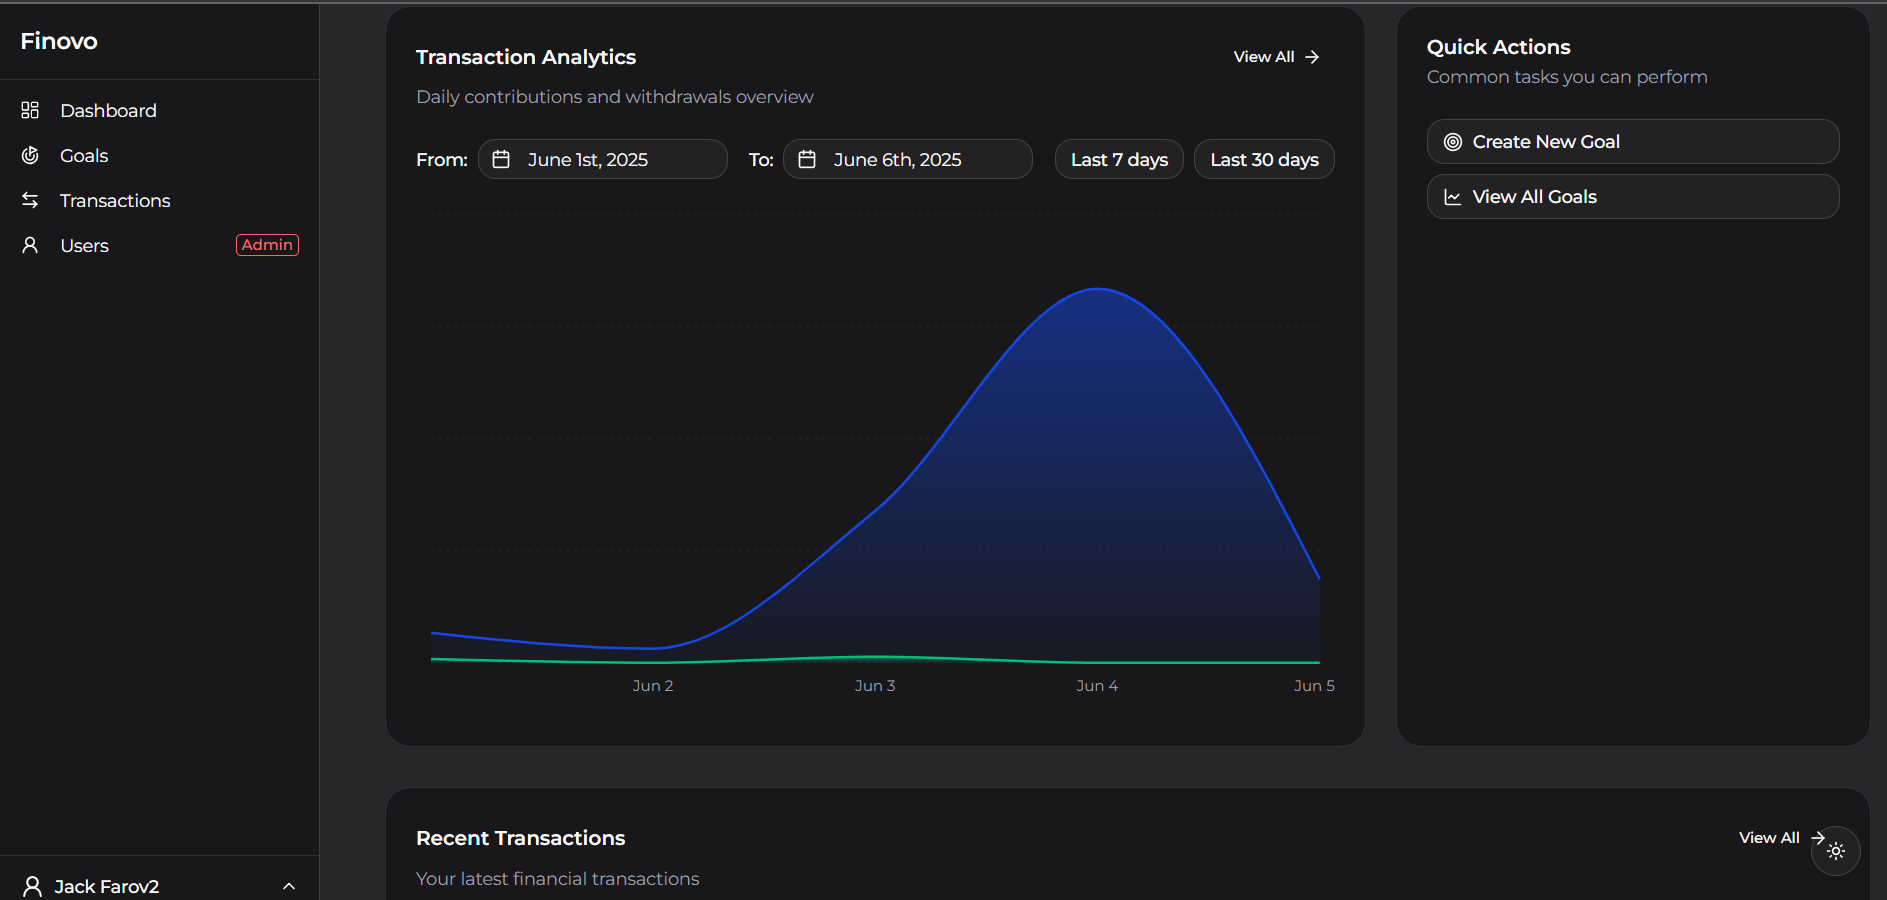 Finovo
Dashboard
Goals
Transactions
Users
Admin
Jack Farov2
Transaction Analytics
View All
Daily contributions and withdrawals overview
From:
June 1st, 2025
To:
June 6th, 2025
Last 7 days
Last 30 days
Jun 2
Jun 3
Jun 4
Jun 5
Quick Actions
Common tasks you can perform
Create New Goal
View All Goals
Recent Transactions
View All
Your latest financial transactions